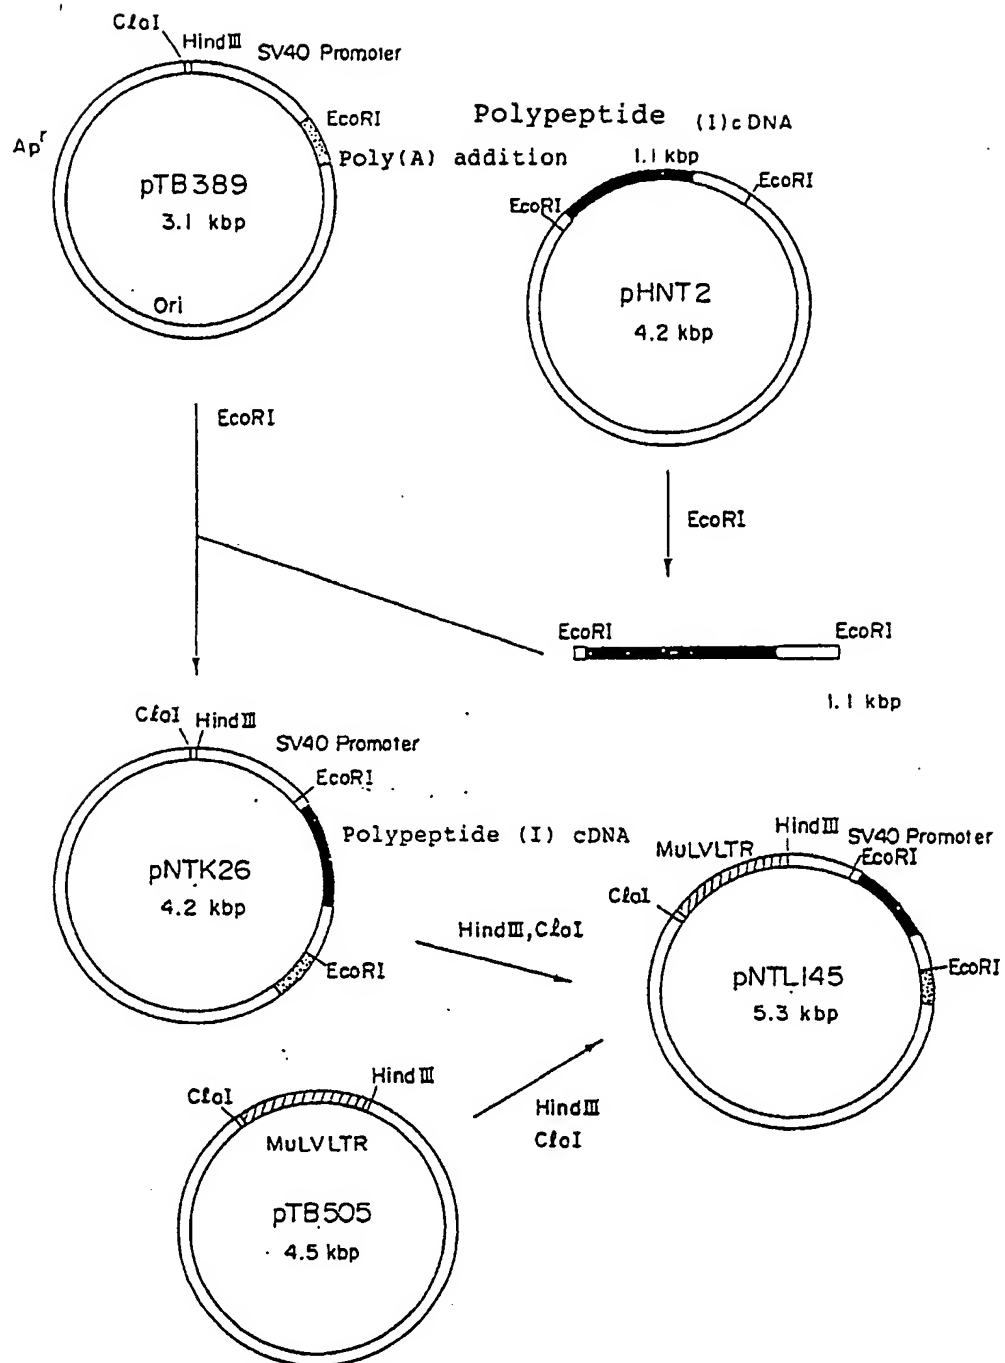 ClaI
HindIII
SV40 Promoter
EcoRI
Apr
Poly(A) addition
pTB389
3.1 kbp
Ori
Polypeptide (I)cDNA
1.1 kbp
EcoRI
EcoRI
pHNT2
4.2 kbp
EcoRI
EcoRI
EcoRI
EcoRI
1.1 kbp
ClaI
HindIII
SV40 Promoter
EcoRI
Polypeptide (I) cDNA
pNTK26
4.2 kbp
EcoRI
HindIII, ClaI
HindIII
SV40 Promoter
MuLVLTR
EcoRI
ClaI
EcoRI
pNTL145
5.3 kbp
ClaI
HindIII
MuLVLTR
HindIII
ClaI
pTB505
4.5 kbp